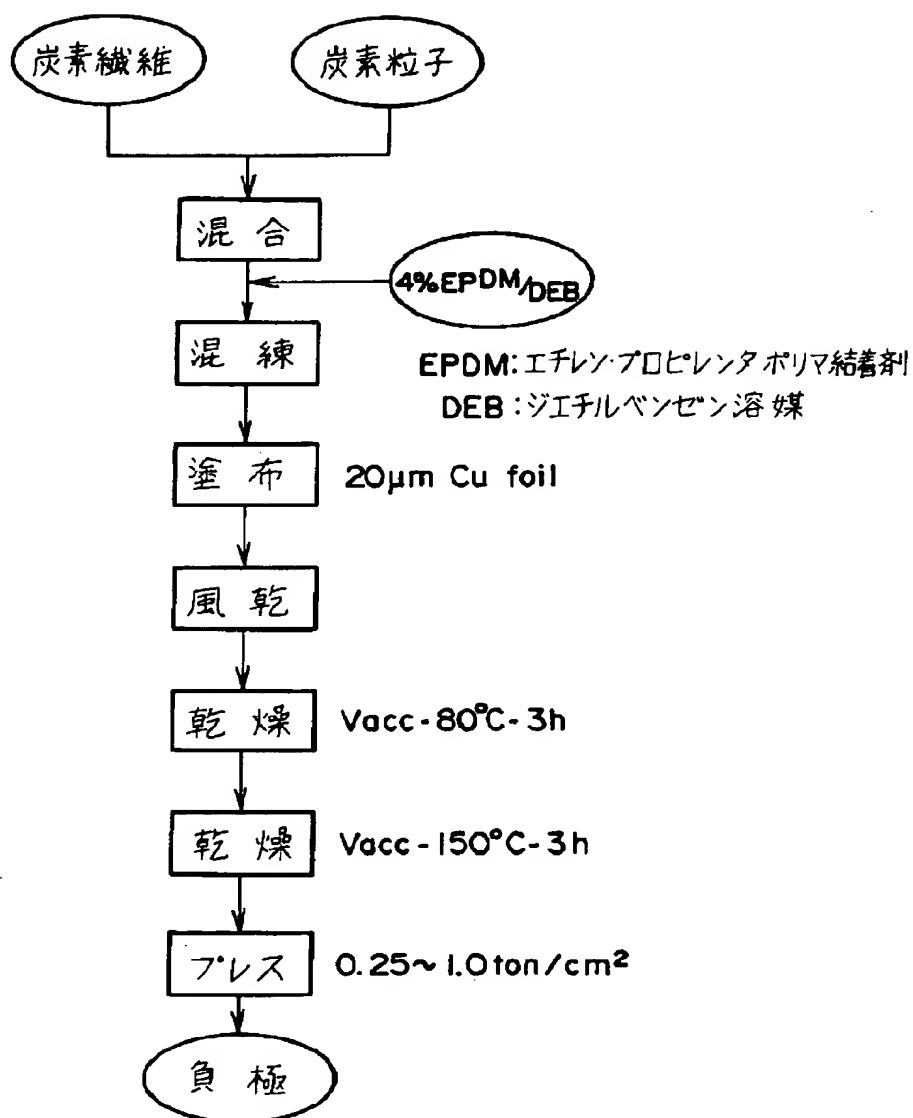 炭素繊維
炭素粒子
混合
4%EPDM/DEB
混練
EPDM:エチレン・プロピレンタポリマ結着剤
DEB:ジエチルベンゼン溶媒
塗布
20μm Cu foil
風乾
乾燥
Vacc-80°C-3h
乾燥
Vacc-150°C-3h
プレス
0.25~1.0ton/cm²
負極